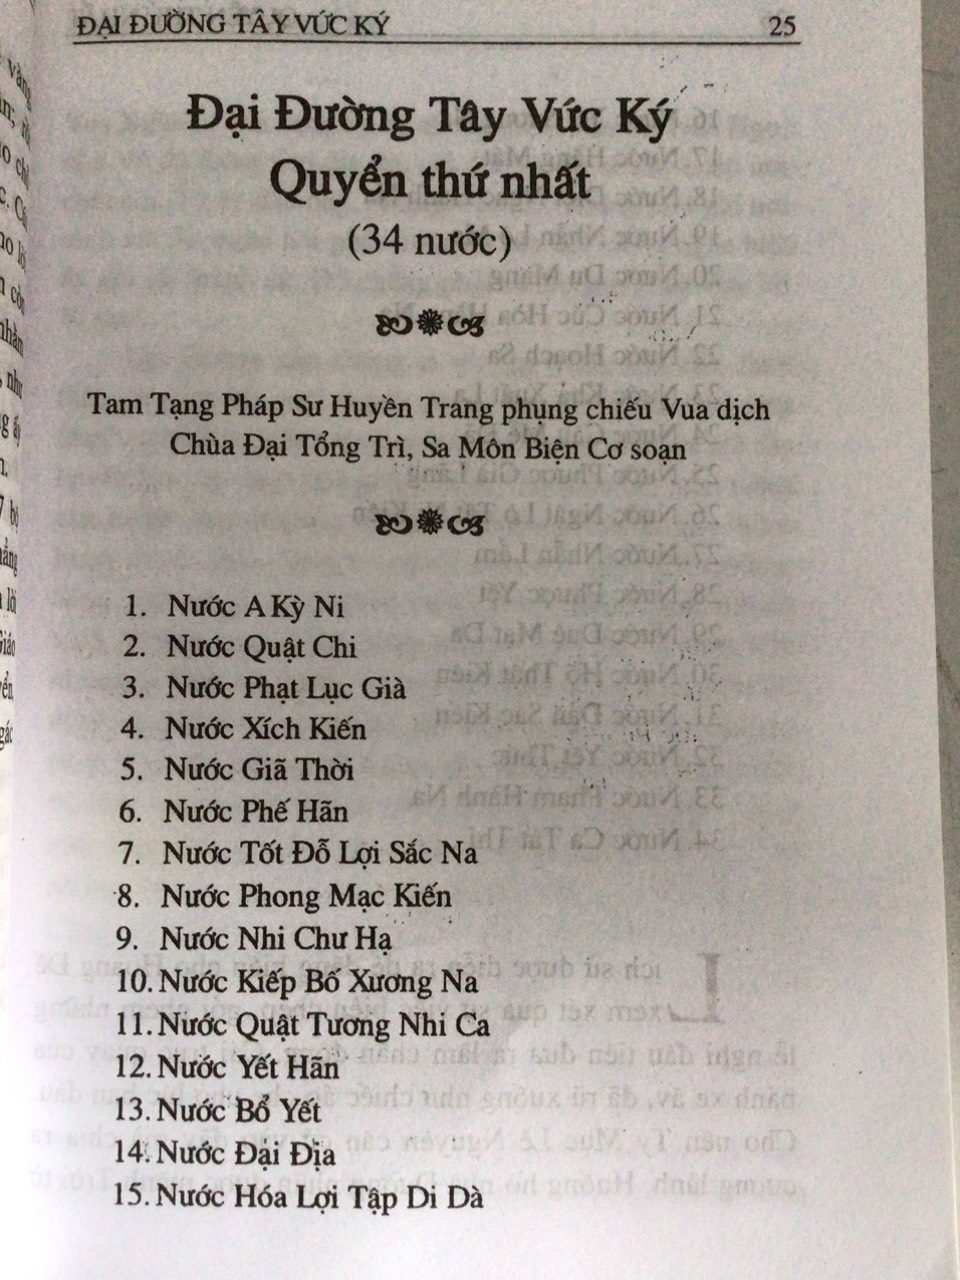 ĐẠI ĐƯỜNG TÂY VỨC KÝ 25
Đại Đường Tây Vức Ký
Quyển thứ nhất
(34 nước)
Tam Tạng Pháp Sư Huyền Trang phụng chiếu Vua dịch
Chùa Đại Tổng Trì, Sa Môn Biện Cơ soạn
1. Nước A Kỳ Ni
2. Nước Quật Chi
3. Nước Phạt Lục Già
4. Nước Xích Kiến
5. Nước Giã Thời
6. Nước Phế Hãn
7. Nước Tốt Đỗ Lợi Sắc Na
8. Nước Phong Mạc Kiến
9. Nước Nhi Chư Hạ
10. Nước Kiếp Bố Xương Na
11. Nước Quật Tương Nhi Ca
12. Nước Yết Hãn
13. Nước Bổ Yết
14. Nước Đại Địa
15. Nước Hóa Lợi Tập Di Dà